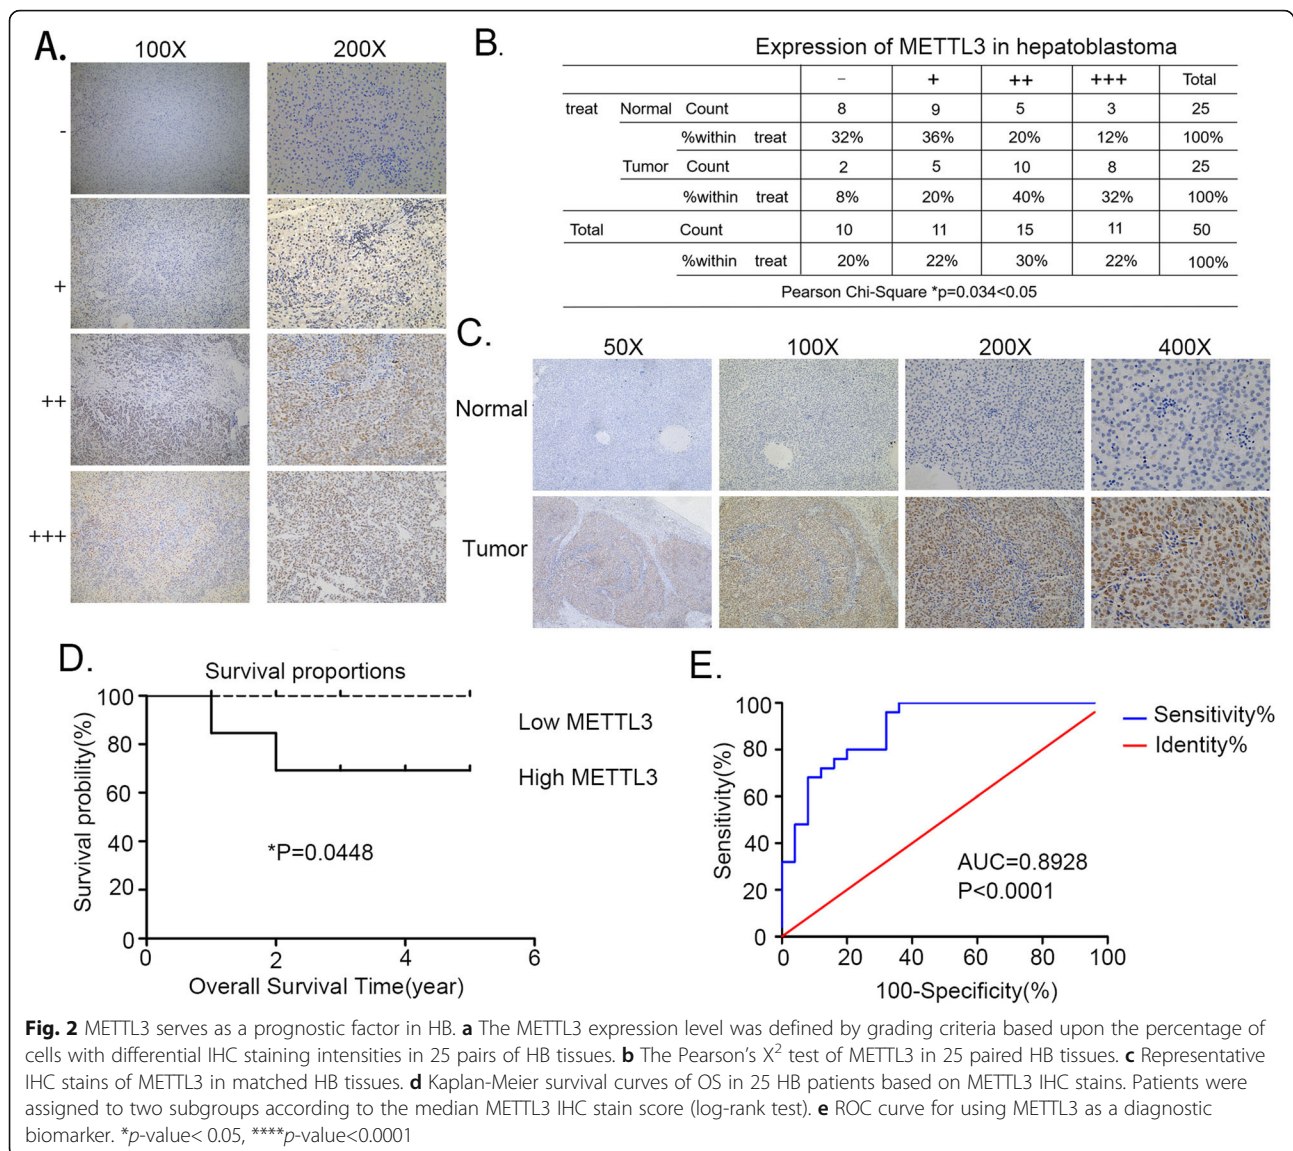 A.
100X 200X
-
+
++
+++
B.
Expression of METTL3 in hepatoblastoma
– + ++ +++ Total
treat Normal Count 8 9 5 3 25
%within treat 32% 36% 20% 12% 100%
Tumor Count 2 5 10 8 25
%within treat 8% 20% 40% 32% 100%
Total Count 10 11 15 11 50
%within treat 20% 22% 30% 22% 100%
Pearson Chi-Square *p=0.034<0.05
C.
50X 100X 200X 400X
Normal
Tumor
D.
Survival proportions
Survival probility(%)
100
80
60
40
20
0
0 2 4 6
Overall Survival Time(year)
Low METTL3
High METTL3
*P=0.0448
E.
Sensitivity(%)
100
80
60
40
20
0
0 20 40 60 80 100
100-Specificity(%)
Sensitivity%
Identity%
AUC=0.8928
P<0.0001
Fig. 2 METTL3 serves as a prognostic factor in HB. a The METTL3 expression level was defined by grading criteria based upon the percentage of
cells with differential IHC staining intensities in 25 pairs of HB tissues. b The Pearson's X² test of METTL3 in 25 paired HB tissues. c Representative
IHC stains of METTL3 in matched HB tissues. d Kaplan-Meier survival curves of OS in 25 HB patients based on METTL3 IHC stains. Patients were
assigned to two subgroups according to the median METTL3 IHC stain score (log-rank test). e ROC curve for using METTL3 as a diagnostic
biomarker. *p-value< 0.05, ****p-value<0.0001